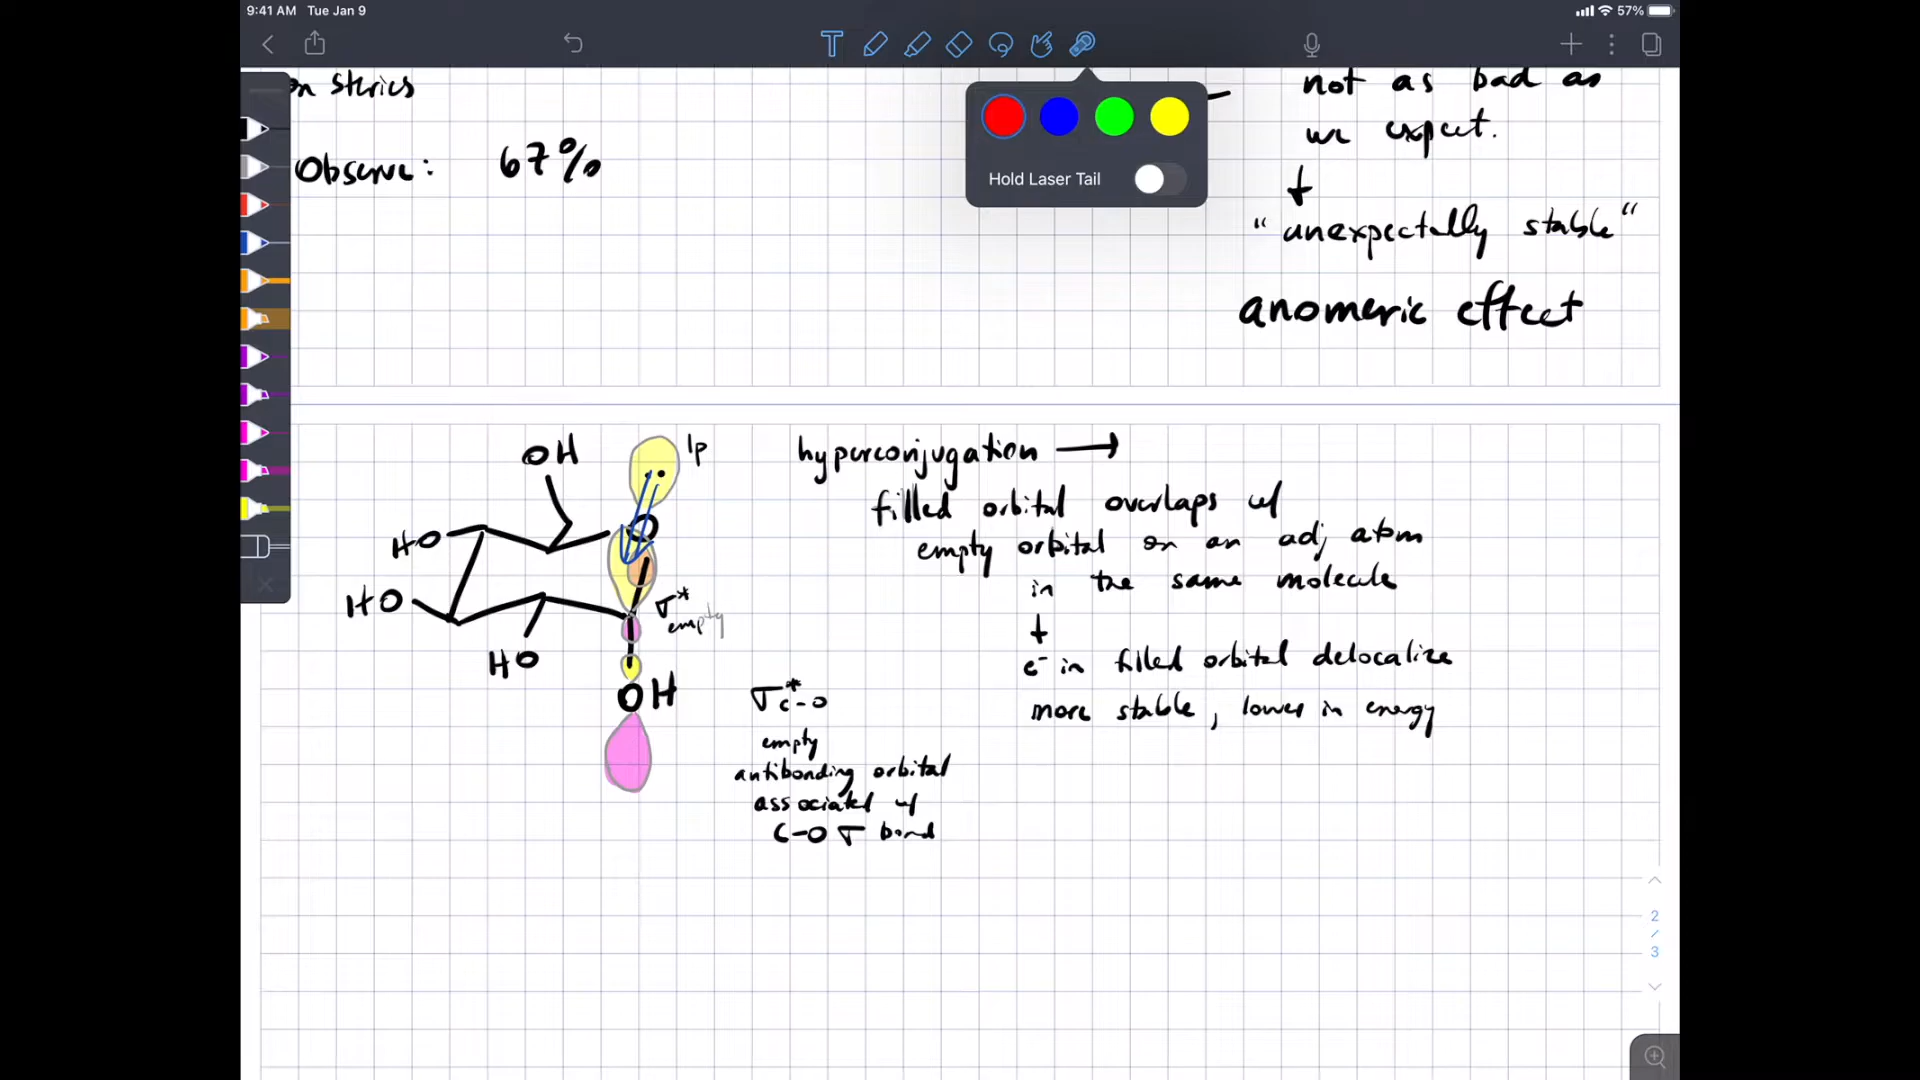 9:41 AM Tue Jan 9
57%
T
Hold Laser Tail
on sterics
Observe: 67%
not as bad as
we expect.
"unexpectedly stable"
anomeric effect
OH
lp
O
HO
HO
HO
OH
σ*
empty
σ*C-O
empty
antibonding orbital
associated w/
C-O σ bond
hyperconjugation →
filled orbital overlaps w/
empty orbital on an adj atom
in the same molecule
e⁻ in filled orbital delocalize
more stable, lower in energy
2
/
3